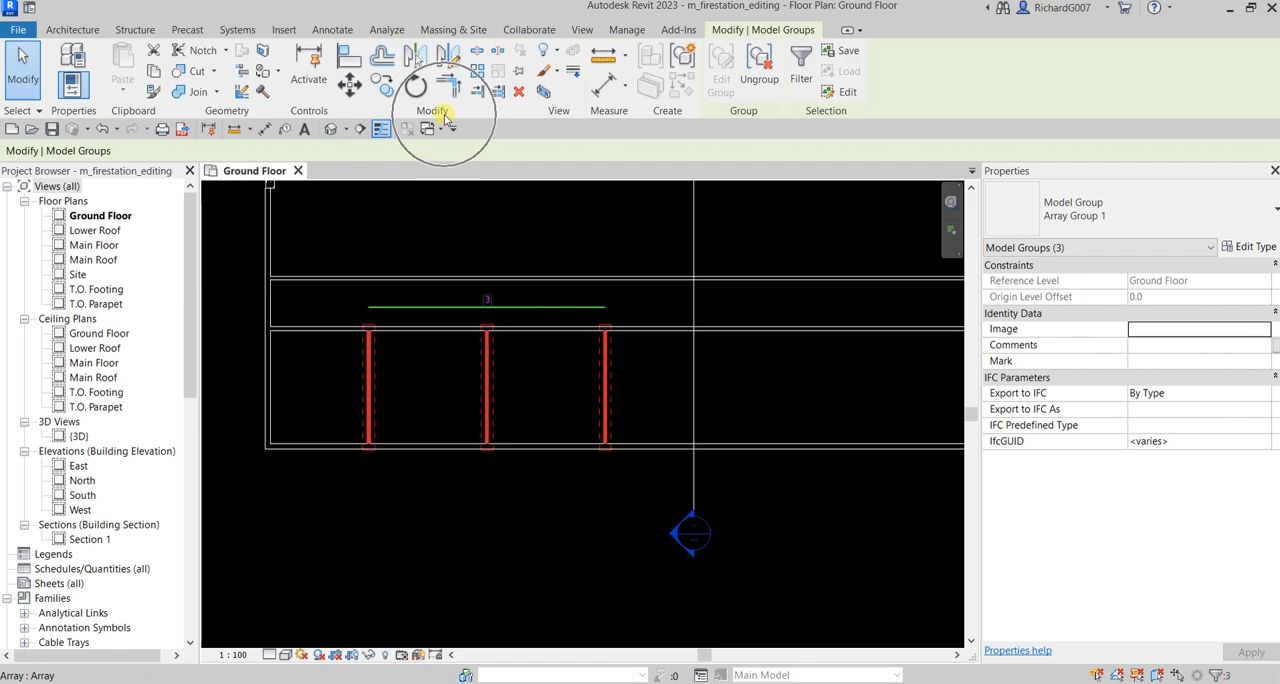 Autodesk Revit 2023 - m_firestation_editing - Floor Plan: Ground Floor
RichardG007
File Architecture Structure Precast Systems Insert Annotate Analyze Massing & Site Collaborate View Manage Add-Ins Modify | Model Groups
Modify
Paste
Notch
Cut
Join
Activate
Edit
Group
Ungroup
Filter
Save
Load
Edit
Select Properties Clipboard Geometry Controls Modify View Measure Create Group Selection
Modify | Model Groups
Project Browser - m_firestation_editing
Views (all)
Floor Plans
Ground Floor
Lower Roof
Main Floor
Main Roof
Site
T.O. Footing
T.O. Parapet
Ceiling Plans
Ground Floor
Lower Roof
Main Floor
Main Roof
T.O. Footing
T.O. Parapet
3D Views
{3D}
Elevations (Building Elevation)
East
North
South
West
Sections (Building Section)
Section 1
Legends
Schedules/Quantities (all)
Sheets (all)
Families
Analytical Links
Annotation Symbols
Cable Trays
Ground Floor
3
Properties
Model Group
Array Group 1
Model Groups (3)
Edit Type
Constraints
Reference Level Ground Floor
Origin Level Offset 0.0
Identity Data
Image
Comments
Mark
IFC Parameters
Export to IFC By Type
Export to IFC As
IFC Predefined Type
IfcGUID <varies>
Properties help
Apply
1 : 100
Array : Array
:0
Main Model
:3